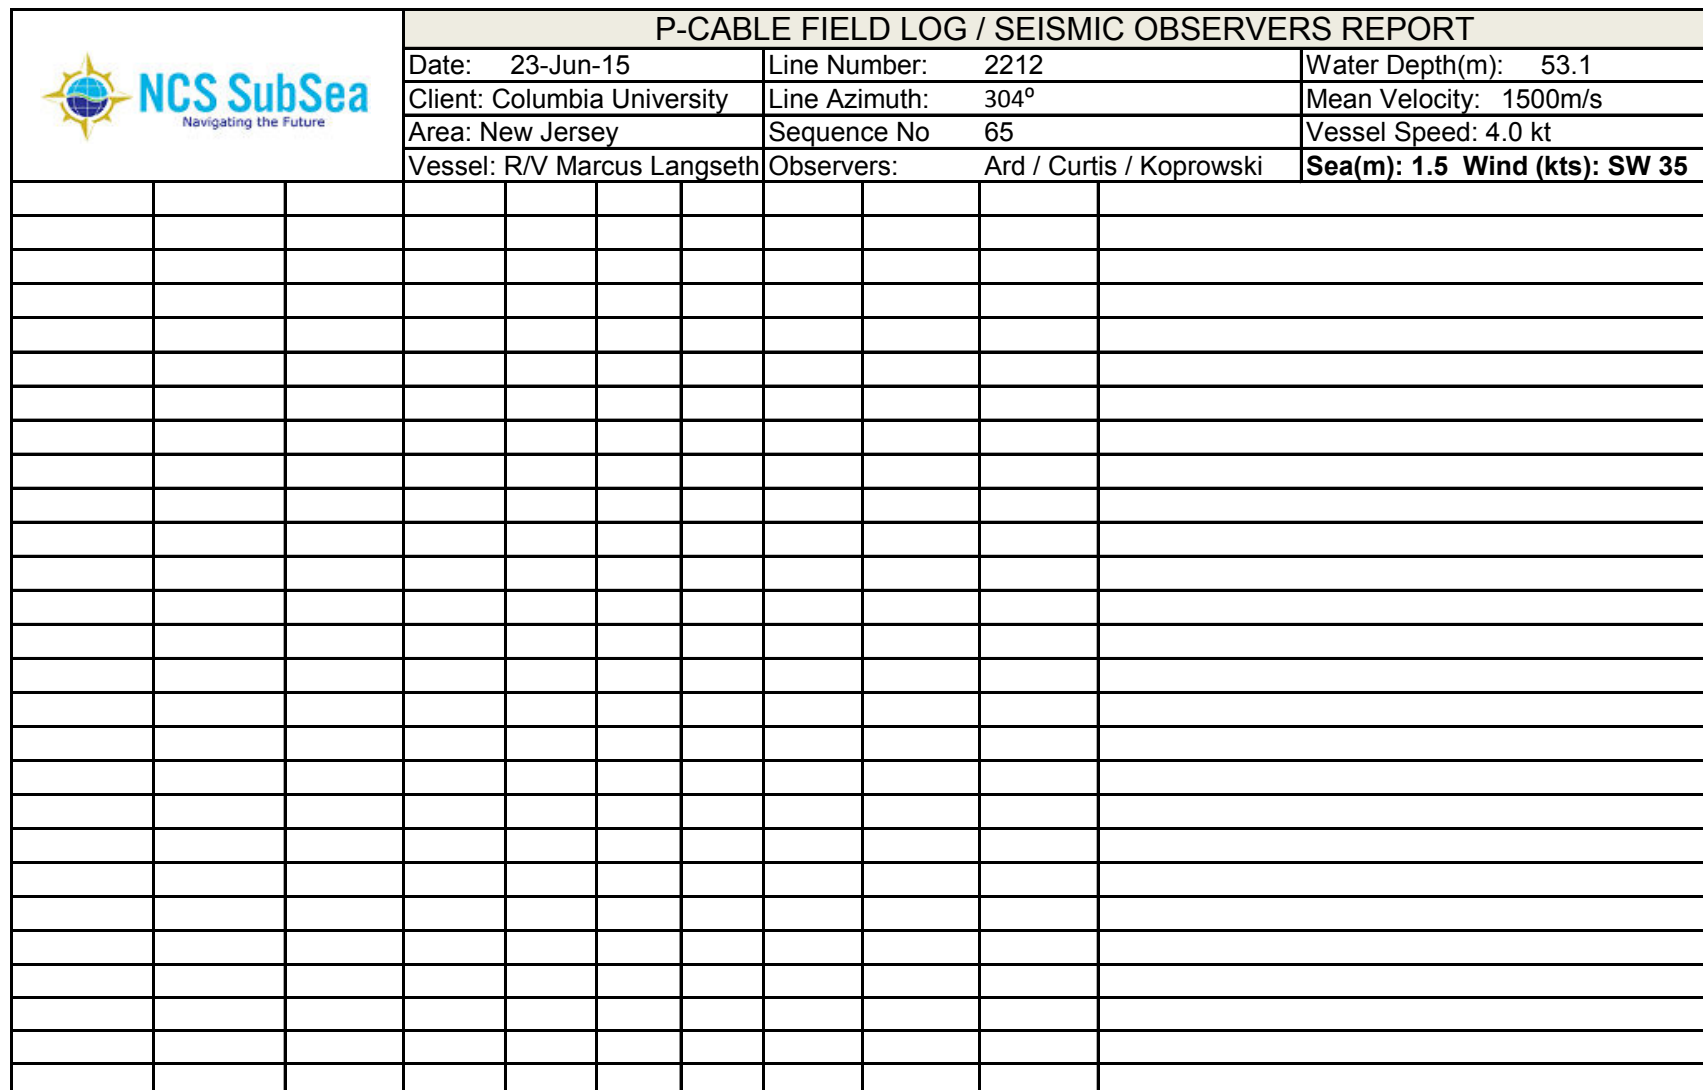 P-CABLE FIELD LOG / SEISMIC OBSERVERS REPORT
NCS SubSea
Navigating the Future
Date: 23-Jun-15 Line Number: 2212 Water Depth(m): 53.1
Client: Columbia University Line Azimuth: 304⁰ Mean Velocity: 1500m/s
Area: New Jersey Sequence No 65 Vessel Speed: 4.0 kt
Vessel: R/V Marcus Langseth Observers: Ard / Curtis / Koprowski Sea(m): 1.5 Wind (kts): SW 35